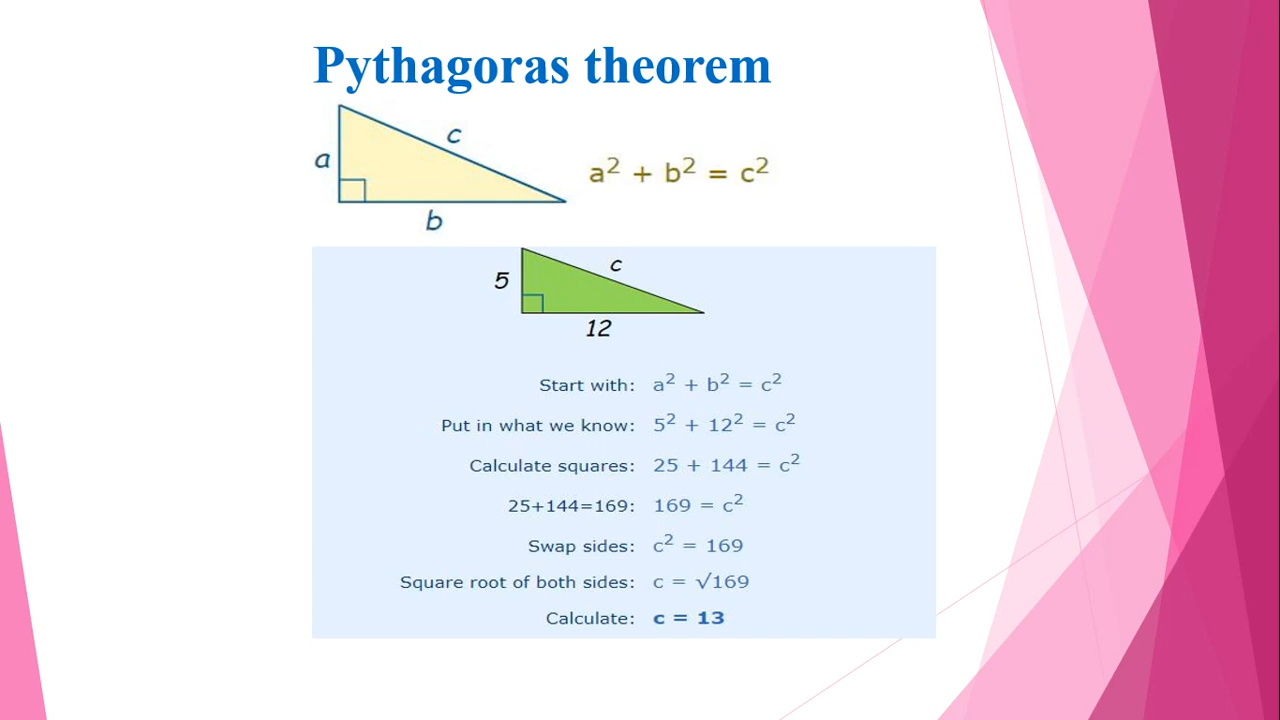 Pythagoras theorem
c
a
a² + b² = c²
b
c
5
12
Start with: a² + b² = c²
Put in what we know: 5² + 12² = c²
Calculate squares: 25 + 144 = c²
25+144=169: 169 = c²
Swap sides: c² = 169
Square root of both sides: c = √169
Calculate: c = 13